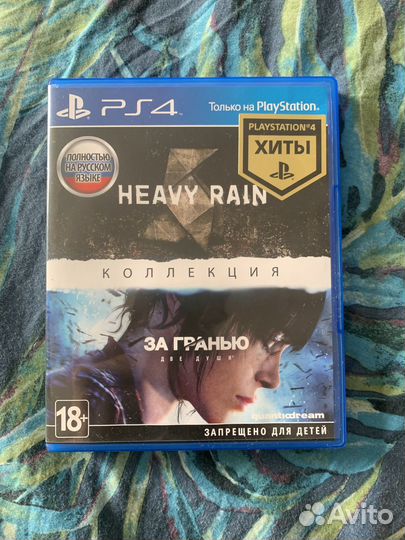 PS4
Только на PlayStation®
PLAYSTATION®4
ХИТЫ
ПОЛНОСТЬЮ
НА РУССКОМ
ЯЗЫКЕ
HEAVY RAIN
КОЛЛЕКЦИЯ
ЗА ГРАНЬЮ
ДВЕ ДУШИ
18+
quanticdream
ЗАПРЕЩЕНО ДЛЯ ДЕТЕЙ
Avito